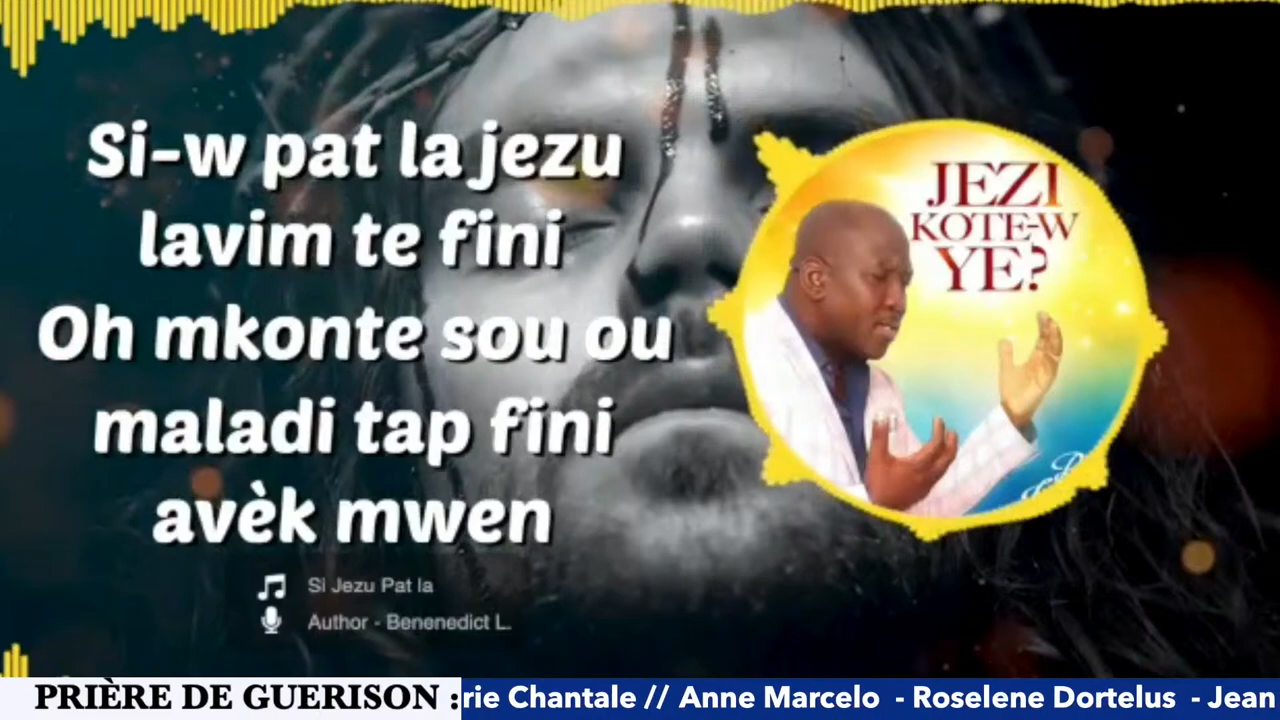 Si-w pat la jezu
lavim te fini
Oh mkonte sou ou
maladi tap fini
avèk mwen
JEZI
KOTE-W
YE?
Si Jezu Pat la
Author - Benenedict L.
PRIÈRE DE GUERISON : rie Chantale // Anne Marcelo - Roselene Dortelus - Jean